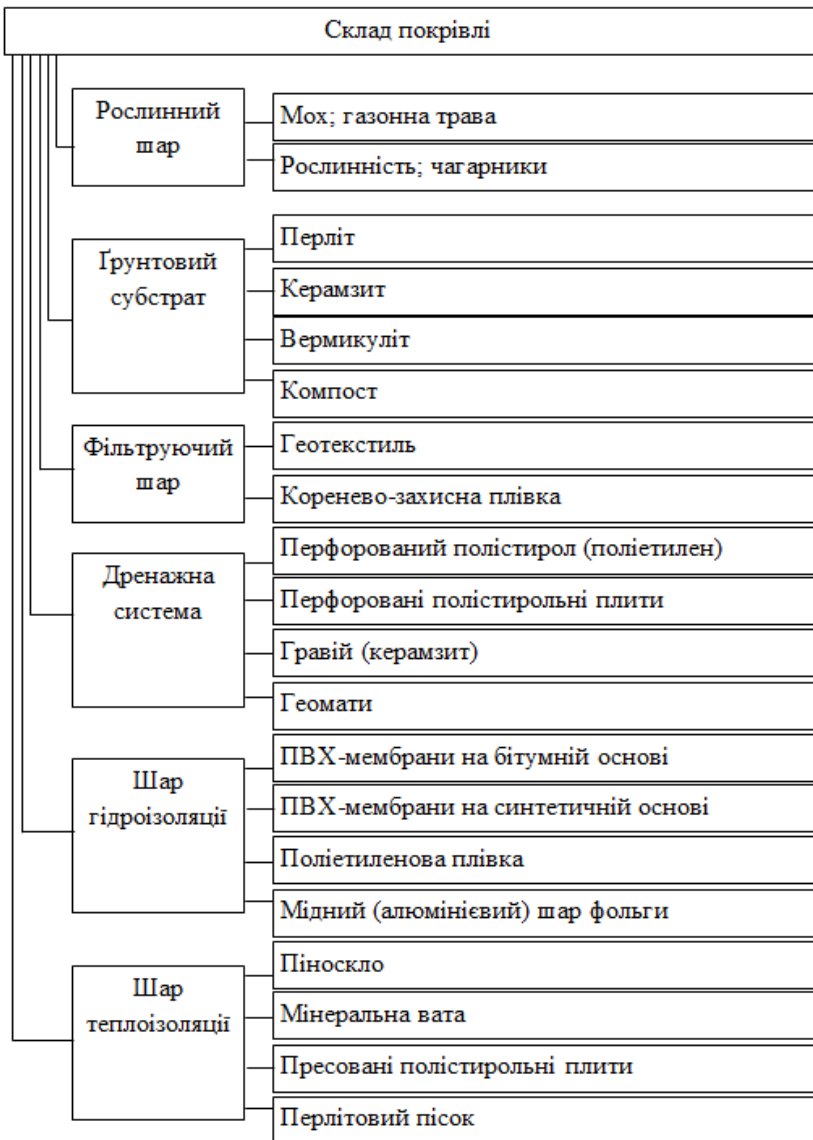 Склад покрівлі
Рослинний
шар
Мох; газонна трава
Рослинність; чагарники
Ґрунтовий
субстрат
Перліт
Керамзит
Вермикуліт
Компост
Фільтруючий
шар
Геотекстиль
Коренево-захисна плівка
Дренажна
система
Перфорований полістирол (поліетилен)
Перфоровані полістирольні плити
Гравій (керамзит)
Геомати
Шар
гідроізоляції
ПВХ-мембрани на бітумній основі
ПВХ-мембрани на синтетичній основі
Поліетиленова плівка
Мідний (алюмінієвий) шар фольги
Шар
теплоізоляції
Піноскло
Мінеральна вата
Пресовані полістирольні плити
Перлітовий пісок